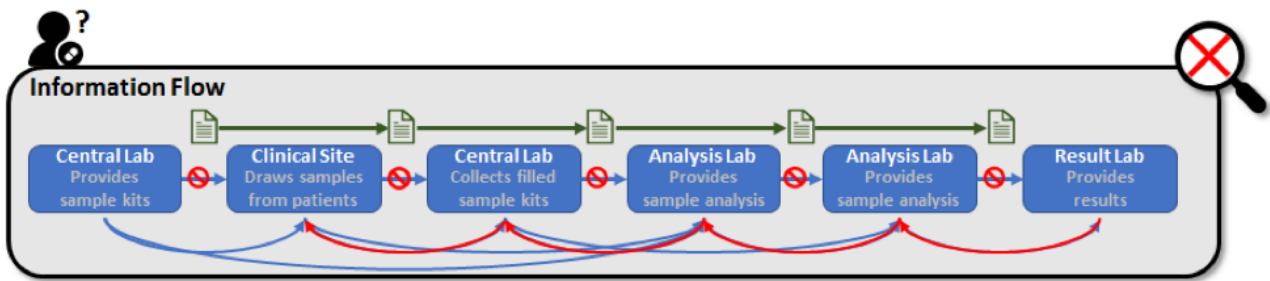 ?
Information Flow
Central Lab
Provides
sample kits
Clinical Site
Draws samples
from patients
Central Lab
Collects filled
sample kits
Analysis Lab
Provides
sample analysis
Analysis Lab
Provides
sample analysis
Result Lab
Provides
results